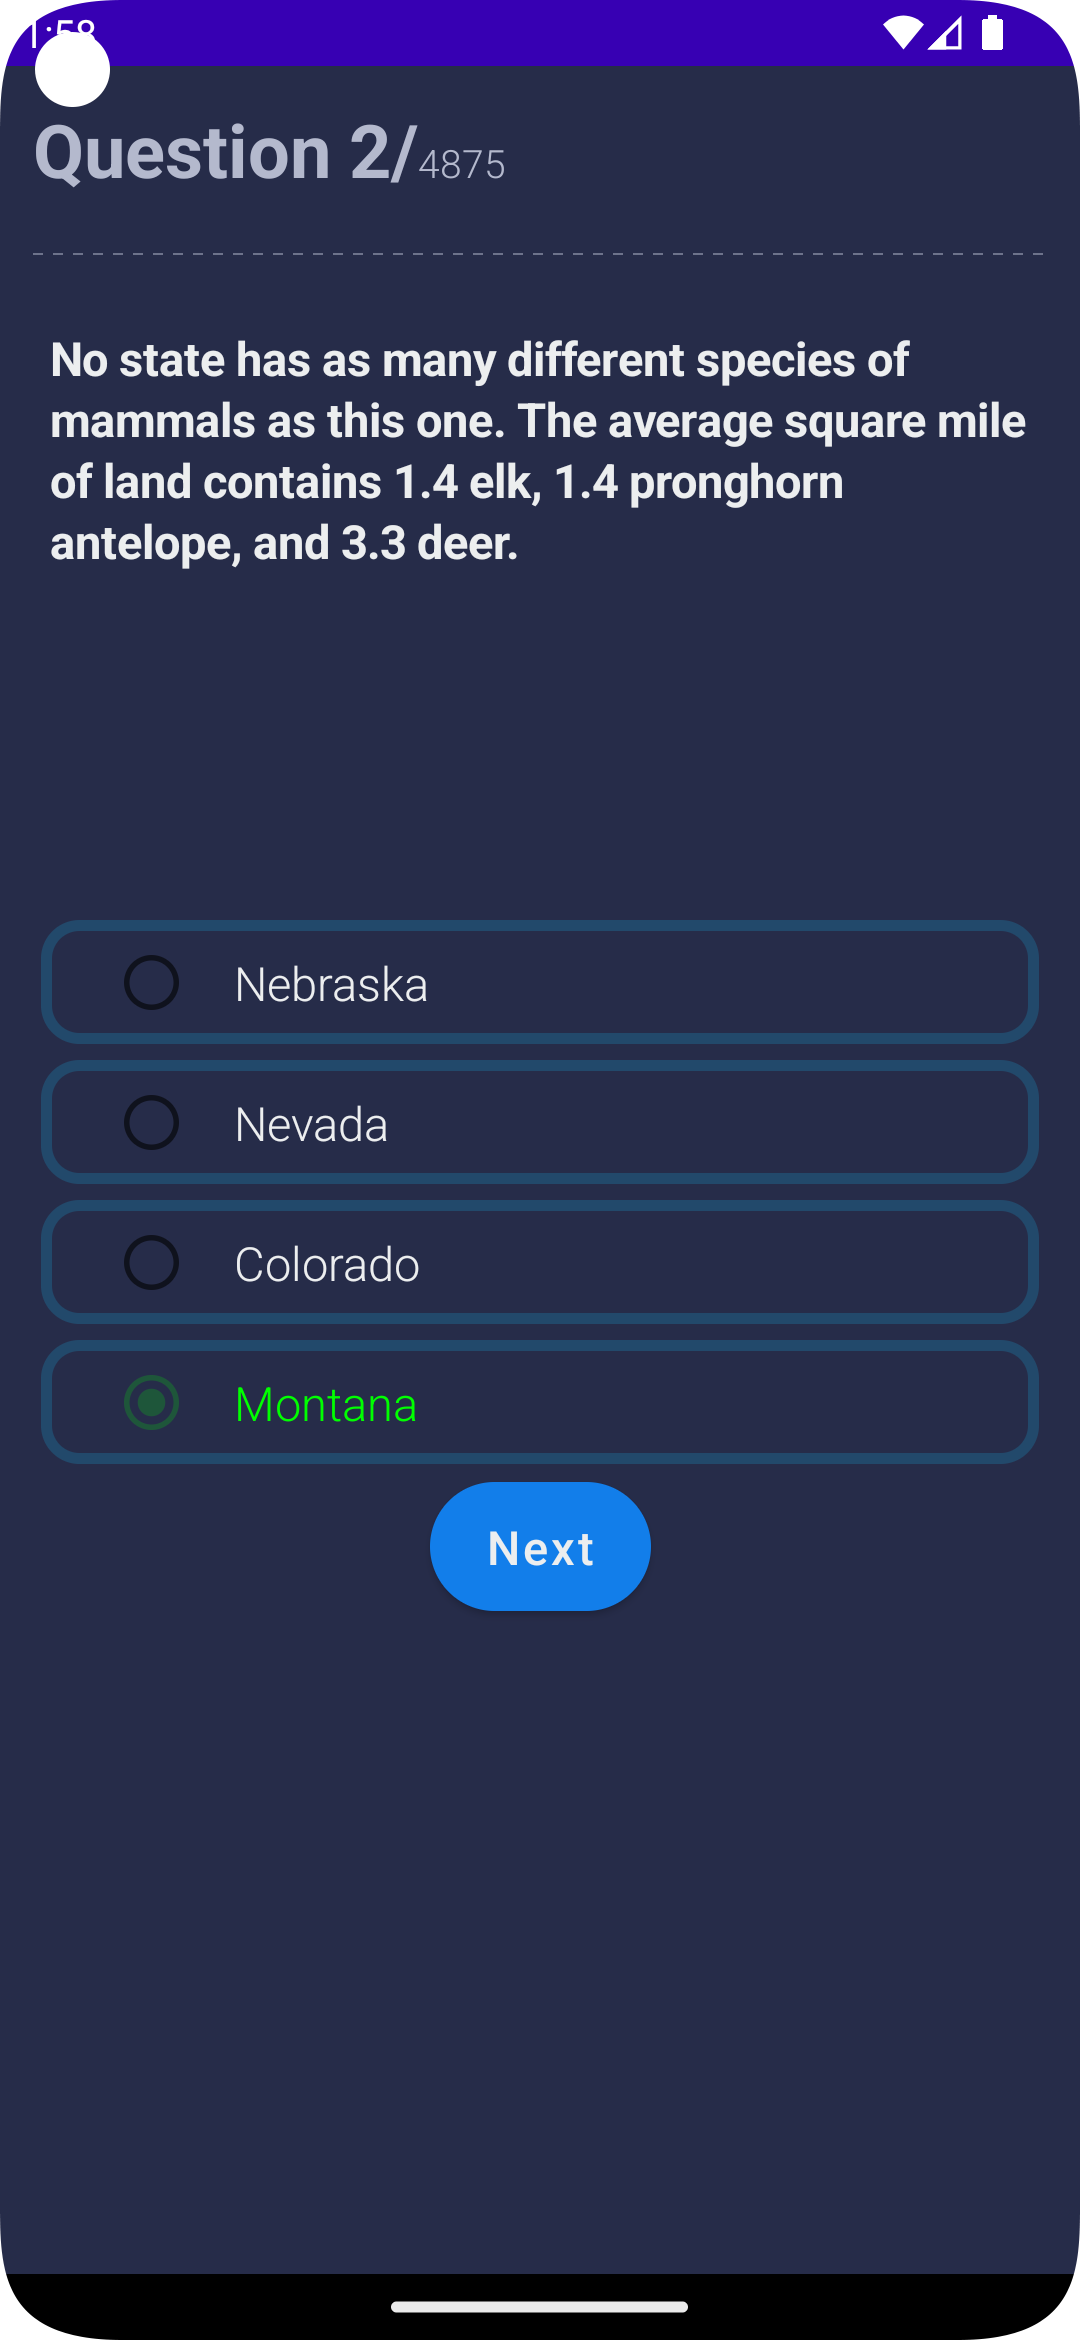 Question 2/4875
No state has as many different species of
mammals as this one. The average square mile
of land contains 1.4 elk, 1.4 pronghorn
antelope, and 3.3 deer.
Nebraska
Nevada
Colorado
Montana
Next